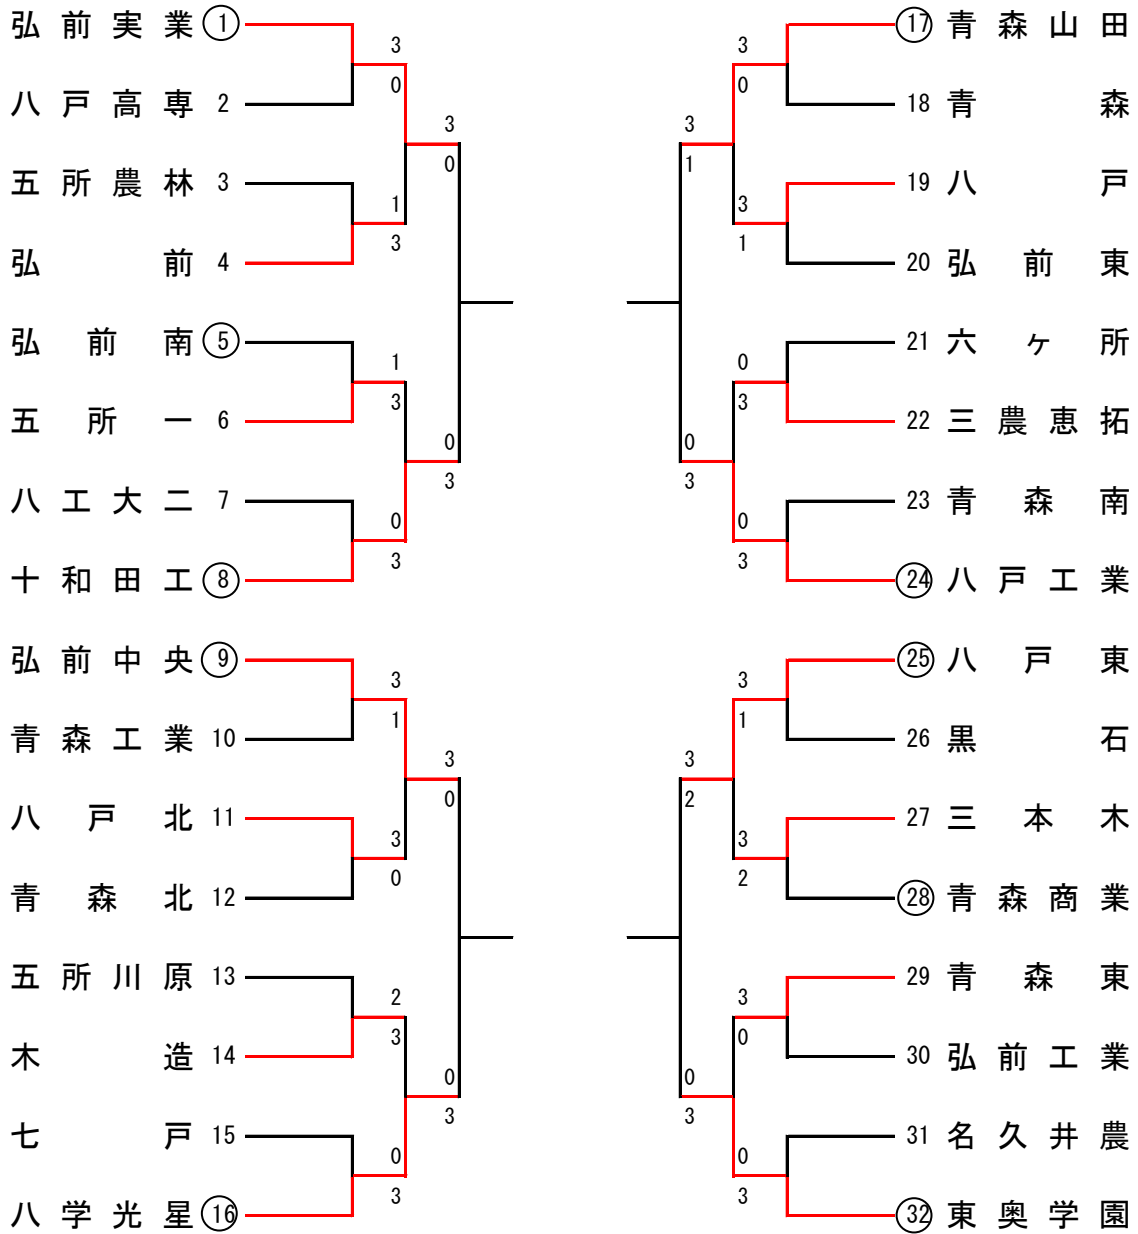 弘前実業 ①
3
0
八戸高専 2
3
0
五所農林 3
1
3
弘前 4
弘前南 ⑤
1
3
五所一 6
0
3
八工大二 7
0
3
十和田工 ⑧
弘前中央 ⑨
3
1
青森工業 10
3
0
八戸北 11
3
0
青森北 12
五所川原 13
2
3
木造 14
0
3
七戸 15
0
3
八学光星 ⑯
⑰ 青森山田
3
0
18 青森
3
1
19 八戸
3
1
20 弘前東
21 六ヶ所
0
3
22 三農恵拓
0
3
23 青森南
0
3
㉔ 八戸工業
㉕ 八戸東
3
1
26 黒石
3
2
27 三本木
3
2
㉘ 青森商業
29 青森東
3
0
30 弘前工業
0
3
31 名久井農
0
3
㉜ 東奥学園